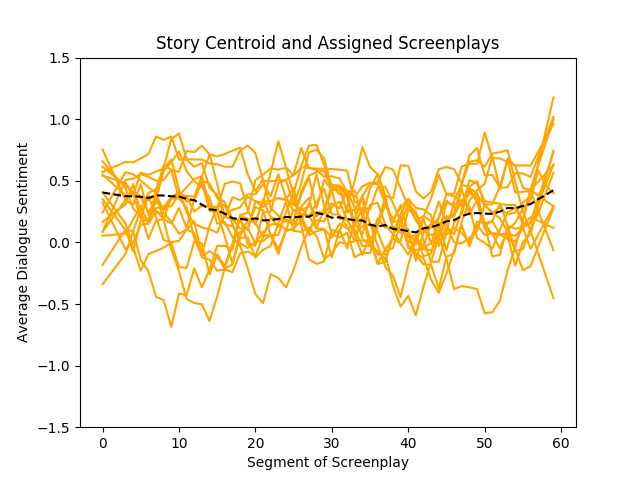 Story Centroid and Assigned Screenplays
1.5
1.0
0.5
0.0
−0.5
−1.0
−1.5
Average Dialogue Sentiment
0 10 20 30 40 50 60
Segment of Screenplay